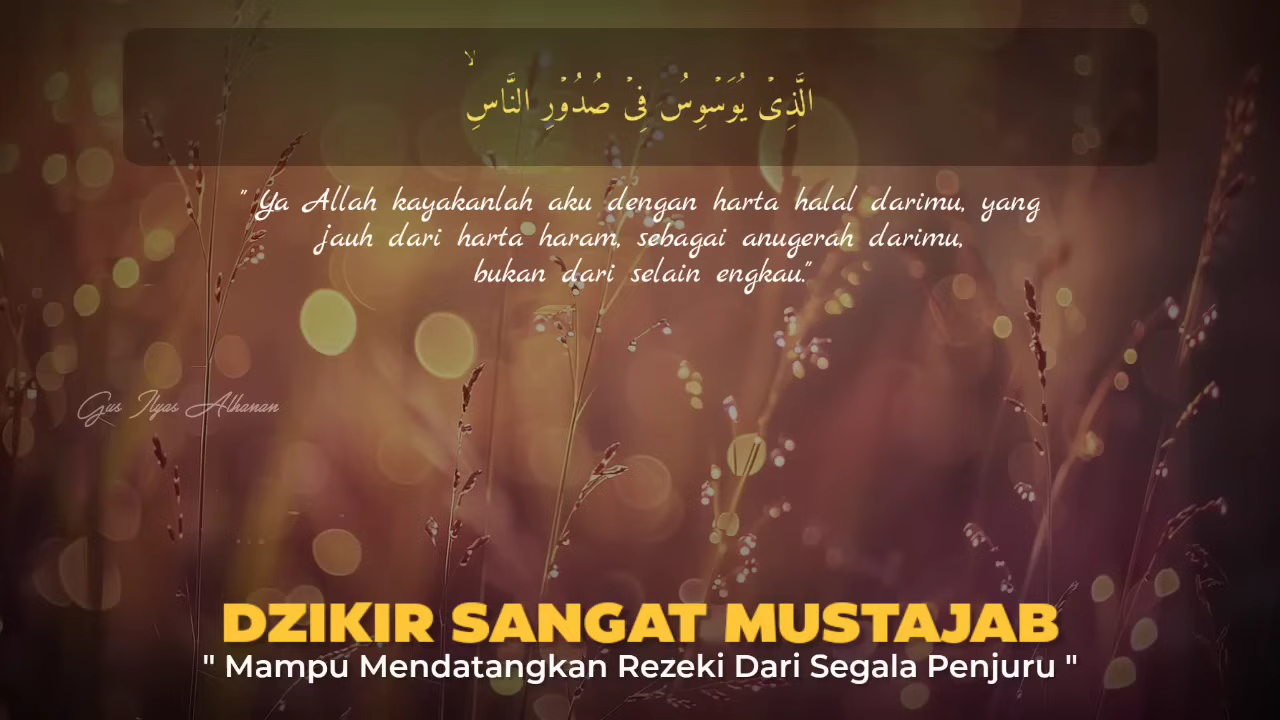 الَّذِيْ يُوَسْوِسُ فِيْ صُدُوْرِ النَّاسِۙ
" Ya Allah kayakanlah aku dengan harta halal darimu, yang
jauh dari harta haram, sebagai anugerah darimu,
bukan dari selain engkau."
Gus Ilyas Alhanan
DZIKIR SANGAT MUSTAJAB
" Mampu Mendatangkan Rezeki Dari Segala Penjuru "